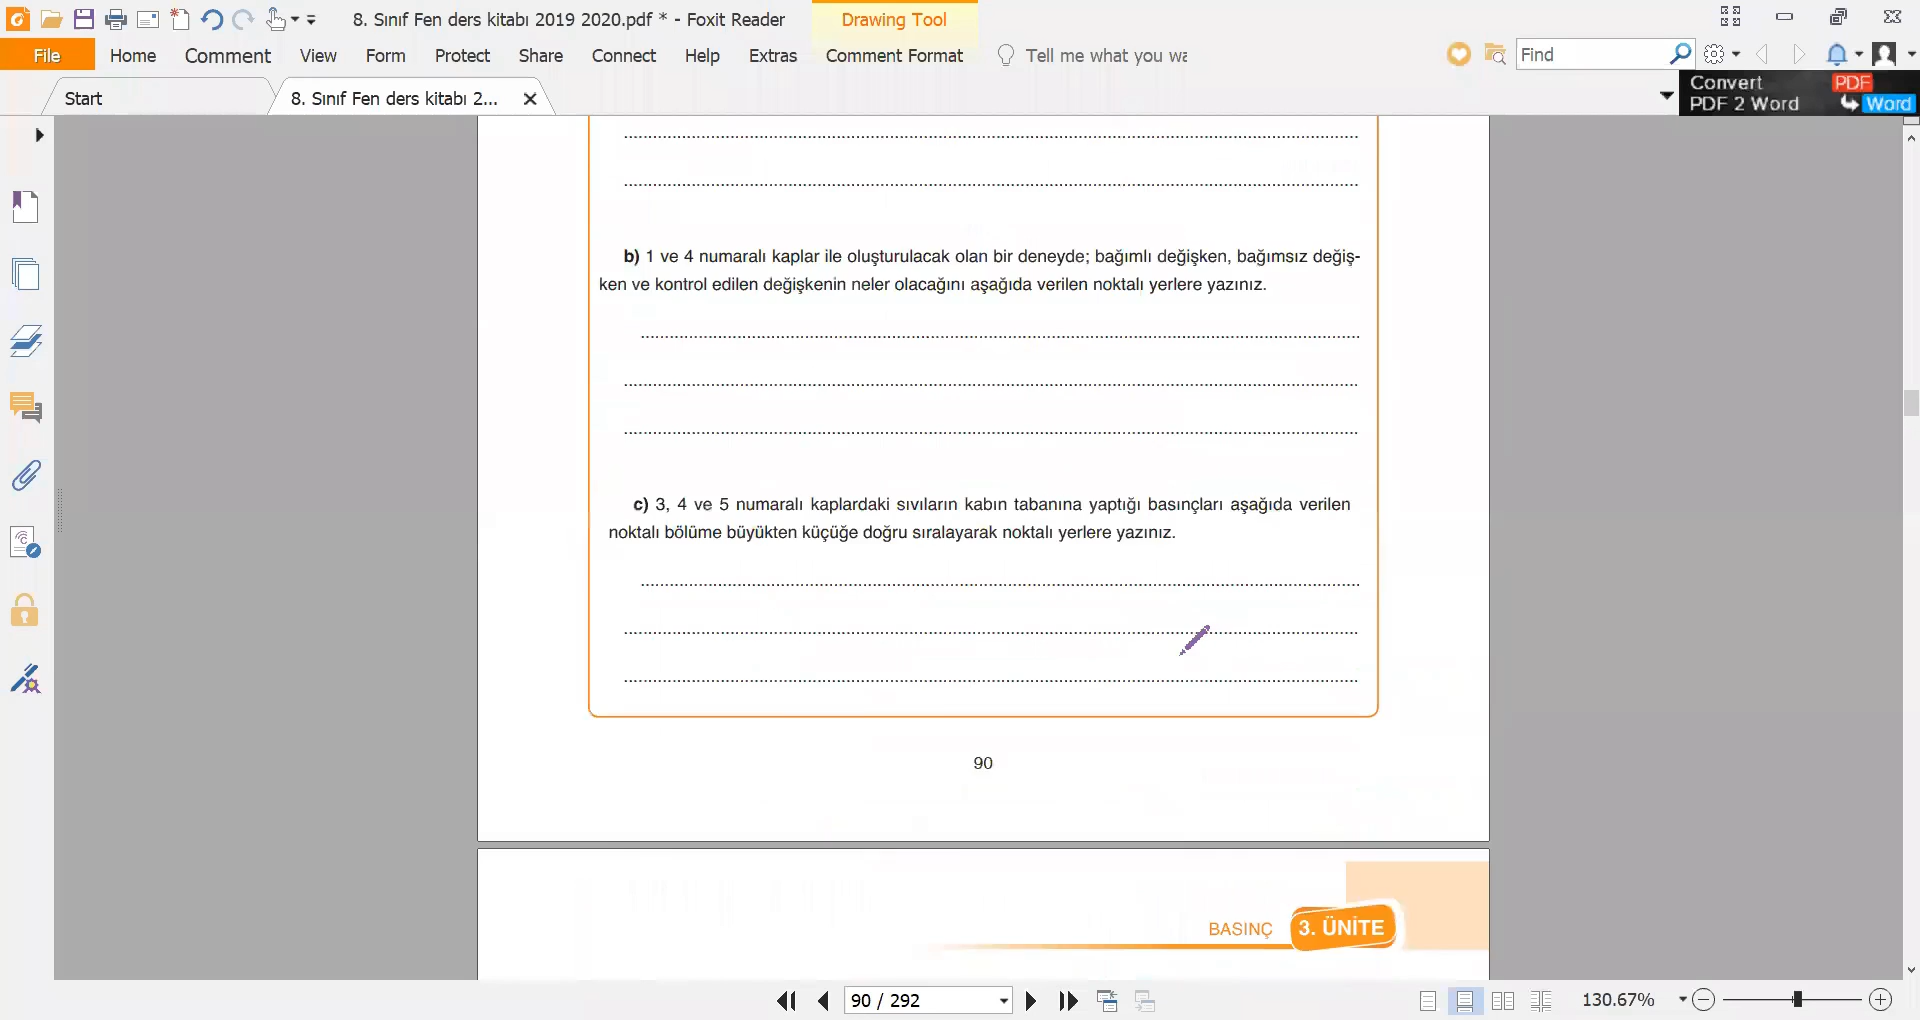 8. Sınıf Fen ders kitabı 2019 2020.pdf * - Foxit Reader
Drawing Tool
File Home Comment View Form Protect Share Connect Help Extras Comment Format Tell me what you wa
Find
Start
8. Sınıf Fen ders kitabı 2...
Convert PDF
PDF 2 Word Word
b) 1 ve 4 numaralı kaplar ile oluşturulacak olan bir deneyde; bağımlı değişken, bağımsız değiş-
ken ve kontrol edilen değişkenin neler olacağını aşağıda verilen noktalı yerlere yazınız.
c) 3, 4 ve 5 numaralı kaplardaki sıvıların kabın tabanına yaptığı basınçları aşağıda verilen
noktalı bölüme büyükten küçüğe doğru sıralayarak noktalı yerlere yazınız.
90
BASINÇ 3. ÜNİTE
90 / 292
130.67%